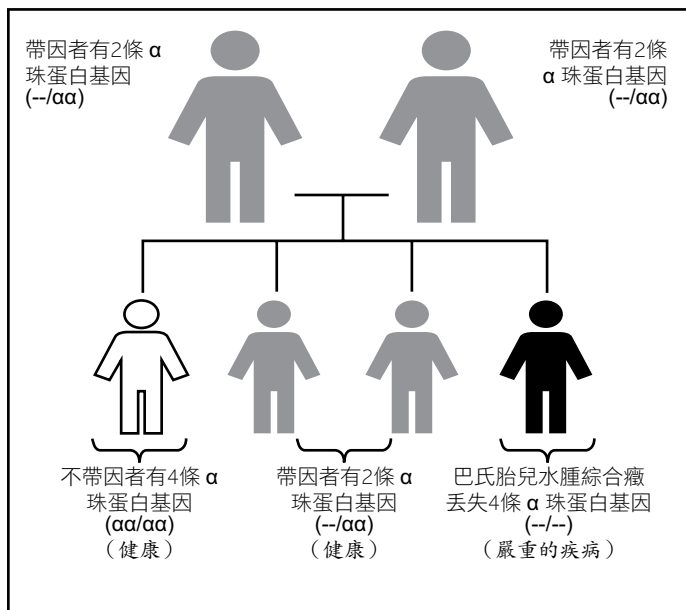 帶因者有2條 α
珠蛋白基因
(--/αα)
帶因者有2條
α 珠蛋白基因
(--/αα)
不帶因者有4條 α
珠蛋白基因
(αα/αα)
（健康）
帶因者有2條 α
珠蛋白基因
(--/αα)
（健康）
巴氏胎兒水腫綜合癥
丟失4條 α 珠蛋白基因
(--/--)
（嚴重的疾病）